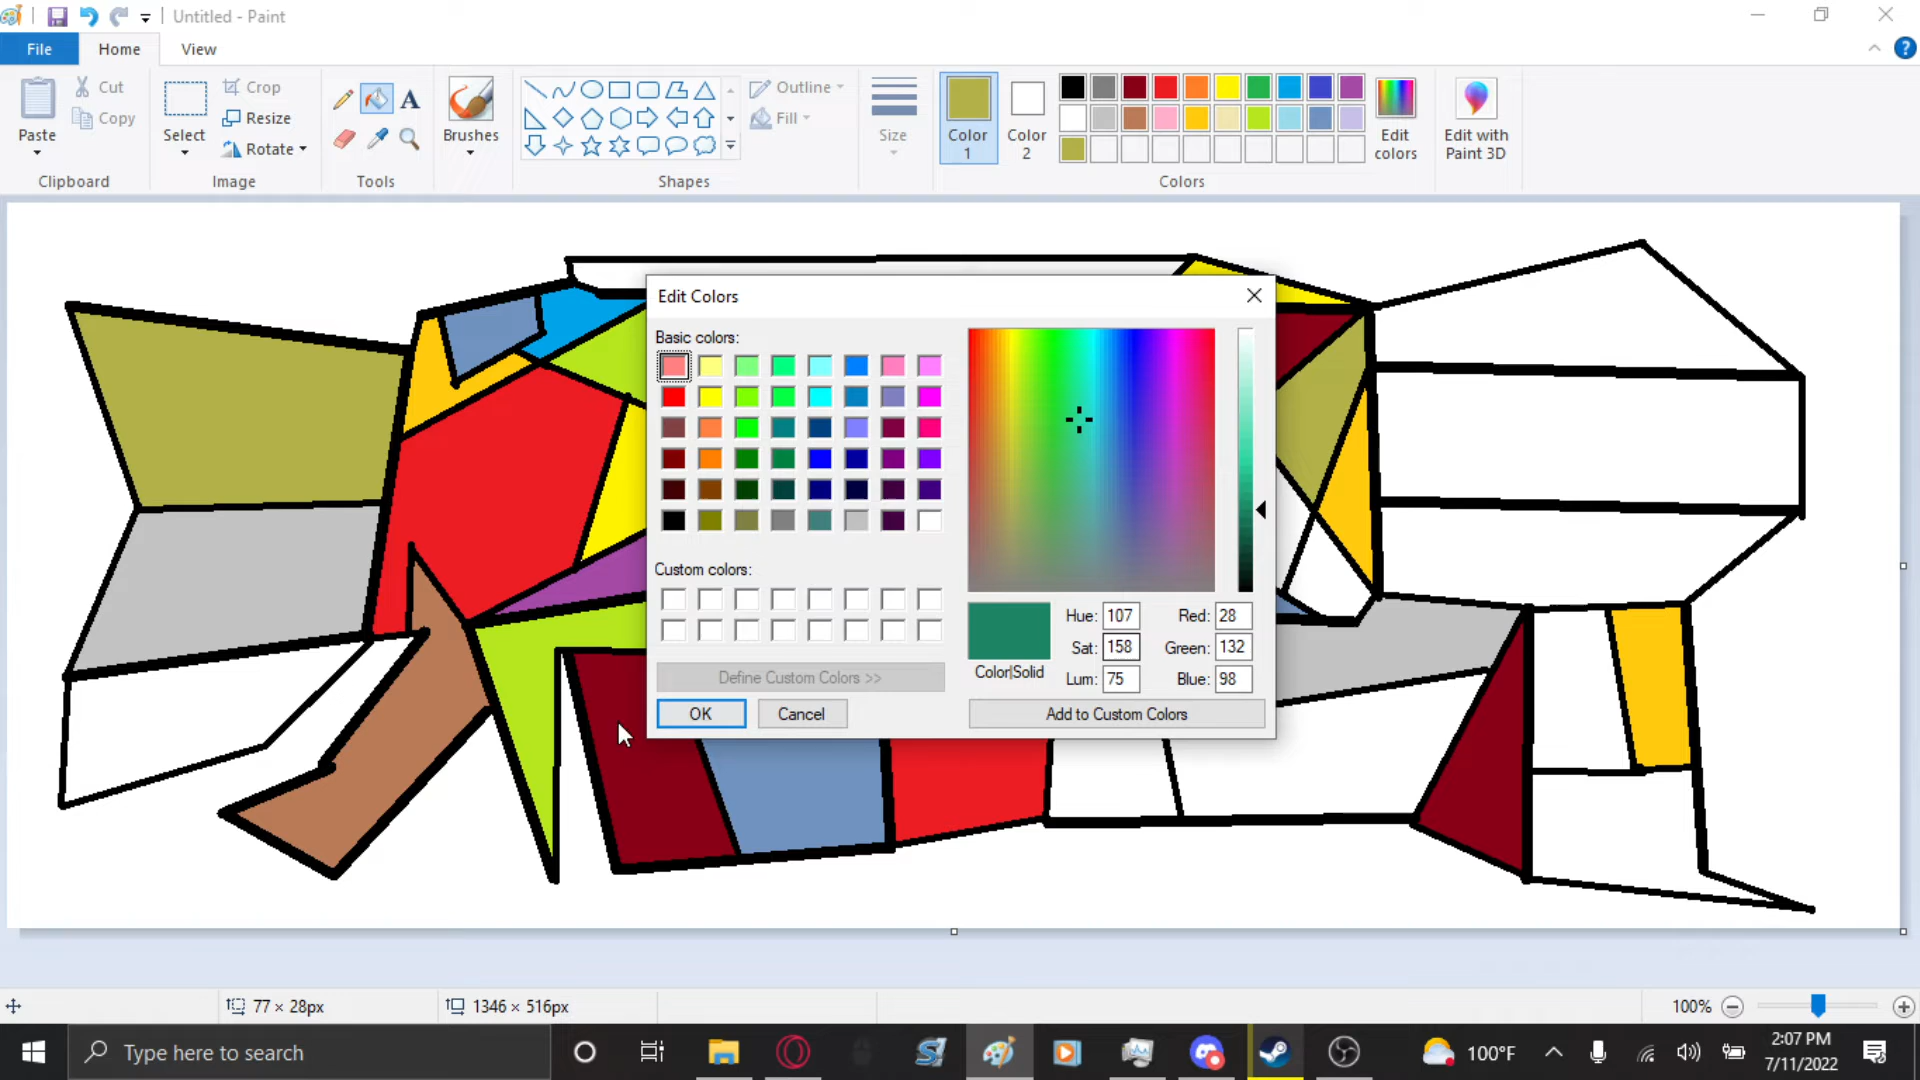 Untitled - Paint
File
Home
View
Paste
Cut
Copy
Clipboard
Select
Crop
Resize
Rotate
Image
A
Tools
Brushes
Shapes
Outline
Fill
Size
Color
1
Color
2
Edit
colors
Colors
Edit with
Paint 3D
?
Edit Colors
Basic colors:
Custom colors:
Define Custom Colors >>
OK
Cancel
Color|Solid
Hue: 107
Sat: 158
Lum: 75
Red: 28
Green: 132
Blue: 98
Add to Custom Colors
77 × 28px
1346 × 516px
100%
Type here to search
100°F
2:07 PM
7/11/2022